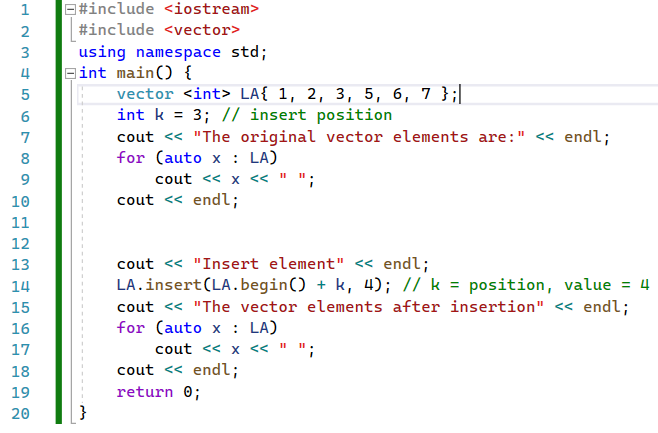 1 #include <iostream>
2 #include <vector>
3 using namespace std;
4 int main() {
5 vector <int> LA{ 1, 2, 3, 5, 6, 7 };
6 int k = 3; // insert position
7 cout << "The original vector elements are:" << endl;
8 for (auto x : LA)
9 cout << x << " ";
10 cout << endl;
11
12
13 cout << "Insert element" << endl;
14 LA.insert(LA.begin() + k, 4); // k = position, value = 4
15 cout << "The vector elements after insertion" << endl;
16 for (auto x : LA)
17 cout << x << " ";
18 cout << endl;
19 return 0;
20 }